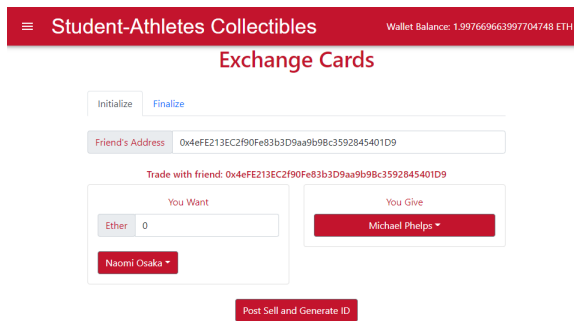 Student-Athletes Collectibles
Wallet Balance: 1.997669663997704748 ETH
Exchange Cards
Initialize
Finalize
Friend's Address
0x4eFE213EC2f90Fe83b3D9aa9b9Bc3592845401D9
Trade with friend: 0x4eFE213EC2f90Fe83b3D9aa9b9Bc3592845401D9
You Want
Ether
0
Naomi Osaka
You Give
Michael Phelps
Post Sell and Generate ID